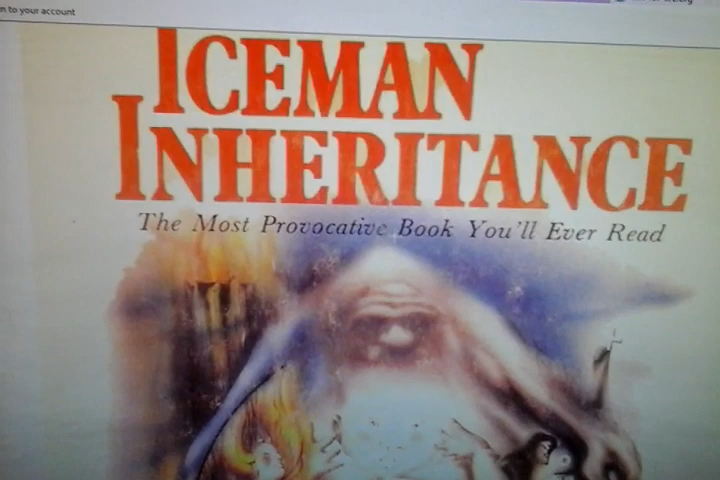 n to your account
ICEMAN
INHERITANCE
The Most Provocative Book You'll Ever Read